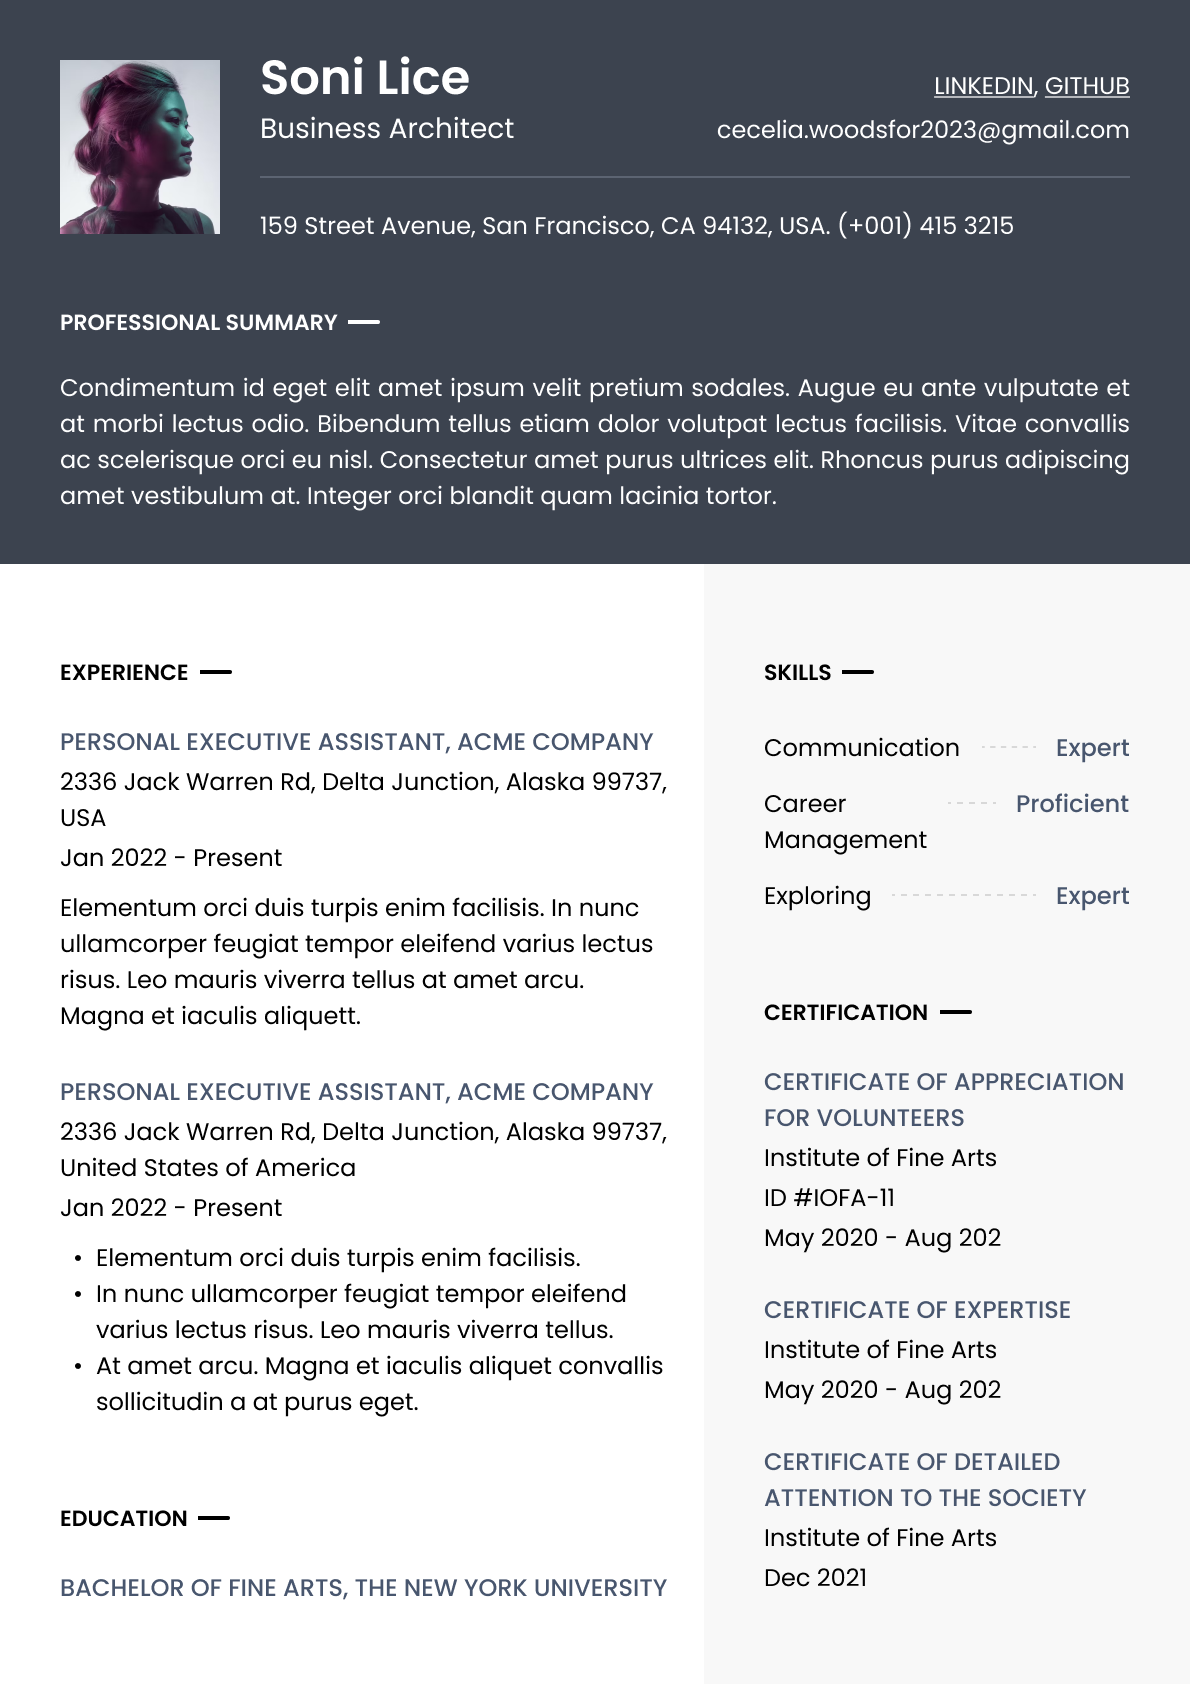 Soni Lice
Business Architect
LINKEDIN, GITHUB
cecelia.woodsfor2023@gmail.com
159 Street Avenue, San Francisco, CA 94132, USA. (+001) 415 3215
PROFESSIONAL SUMMARY
Condimentum id eget elit amet ipsum velit pretium sodales. Augue eu ante vulputate et
at morbi lectus odio. Bibendum tellus etiam dolor volutpat lectus facilisis. Vitae convallis
ac scelerisque orci eu nisl. Consectetur amet purus ultrices elit. Rhoncus purus adipiscing
amet vestibulum at. Integer orci blandit quam lacinia tortor.
EXPERIENCE
PERSONAL EXECUTIVE ASSISTANT, ACME COMPANY
2336 Jack Warren Rd, Delta Junction, Alaska 99737,
USA
Jan 2022 - Present
Elementum orci duis turpis enim facilisis. In nunc
ullamcorper feugiat tempor eleifend varius lectus
risus. Leo mauris viverra tellus at amet arcu.
Magna et iaculis aliquett.
PERSONAL EXECUTIVE ASSISTANT, ACME COMPANY
2336 Jack Warren Rd, Delta Junction, Alaska 99737,
United States of America
Jan 2022 - Present
• Elementum orci duis turpis enim facilisis.
• In nunc ullamcorper feugiat tempor eleifend
varius lectus risus. Leo mauris viverra tellus.
• At amet arcu. Magna et iaculis aliquet convallis
sollicitudin a at purus eget.
EDUCATION
BACHELOR OF FINE ARTS, THE NEW YORK UNIVERSITY
SKILLS
Communication Expert
Career Proficient
Management
Exploring Expert
CERTIFICATION
CERTIFICATE OF APPRECIATION
FOR VOLUNTEERS
Institute of Fine Arts
ID #IOFA-11
May 2020 - Aug 202
CERTIFICATE OF EXPERTISE
Institute of Fine Arts
May 2020 - Aug 202
CERTIFICATE OF DETAILED
ATTENTION TO THE SOCIETY
Institute of Fine Arts
Dec 2021